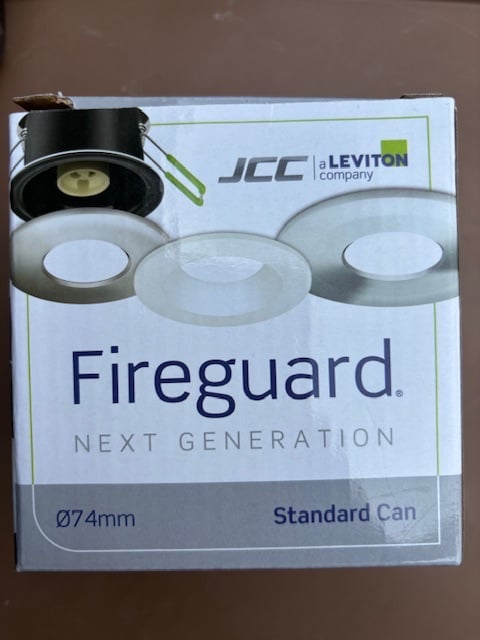 JCC a LEVITON
company
Fireguard®
NEXT GENERATION
Ø74mm Standard Can